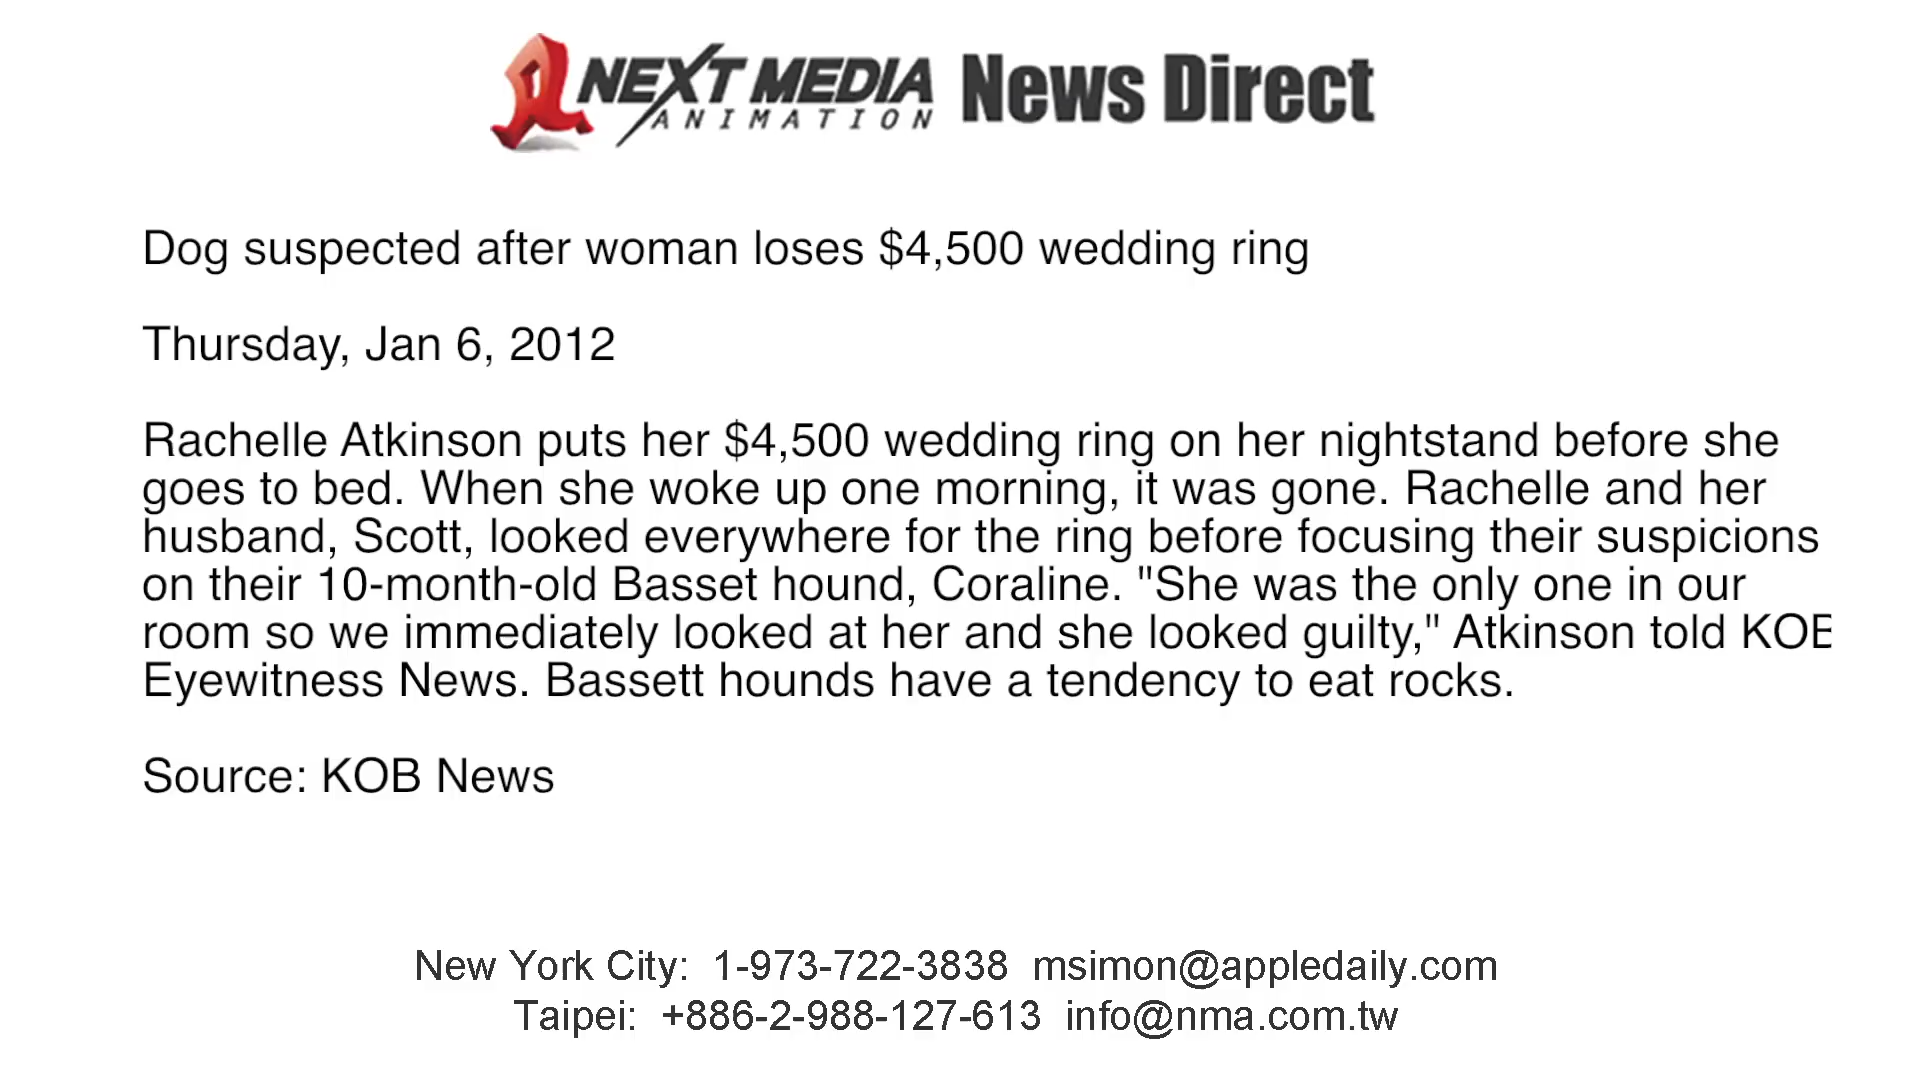 NEXT MEDIA News Direct
ANIMATION
Dog suspected after woman loses $4,500 wedding ring
Thursday, Jan 6, 2012
Rachelle Atkinson puts her $4,500 wedding ring on her nightstand before she
goes to bed. When she woke up one morning, it was gone. Rachelle and her
husband, Scott, looked everywhere for the ring before focusing their suspicions
on their 10-month-old Basset hound, Coraline. "She was the only one in our
room so we immediately looked at her and she looked guilty," Atkinson told KOB
Eyewitness News. Bassett hounds have a tendency to eat rocks.
Source: KOB News
New York City: 1-973-722-3838 msimon@appledaily.com
Taipei: +886-2-988-127-613 info@nma.com.tw